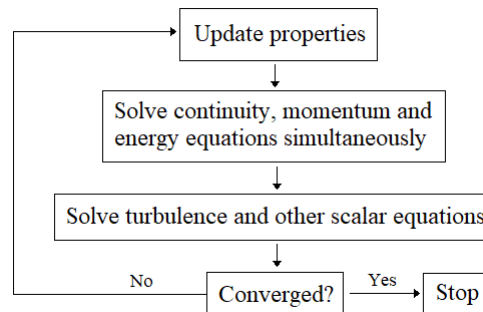 Update properties
Solve continuity, momentum and
energy equations simultaneously
Solve turbulence and other scalar equations
No
Converged?
Yes
Stop